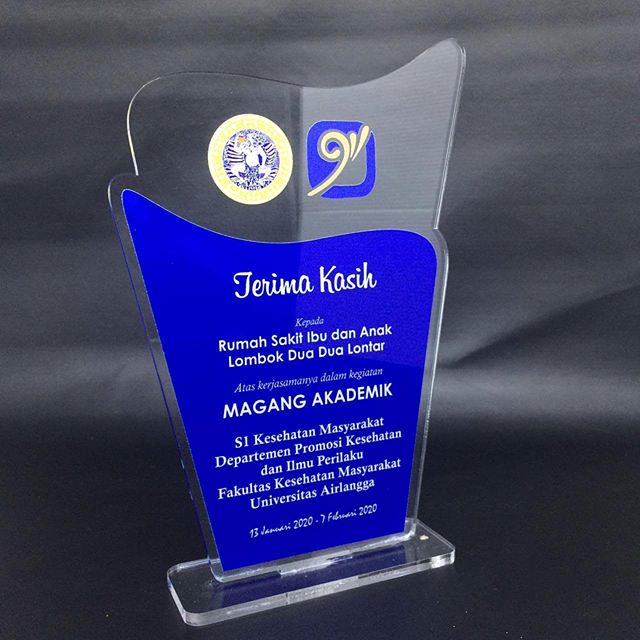 Terima Kasih
Kepada
Rumah Sakit Ibu dan Anak
Lombok Dua Dua Lontar
Atas kerjasamanya dalam kegiatan
MAGANG AKADEMIK
S1 Kesehatan Masyarakat
Departemen Promosi Kesehatan
dan Ilmu Perilaku
Fakultas Kesehatan Masyarakat
Universitas Airlangga
13 Januari 2020 - 7 Februari 2020